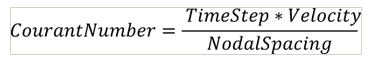 CourantNumber = TimeStep * Velocity / NodalSpacing